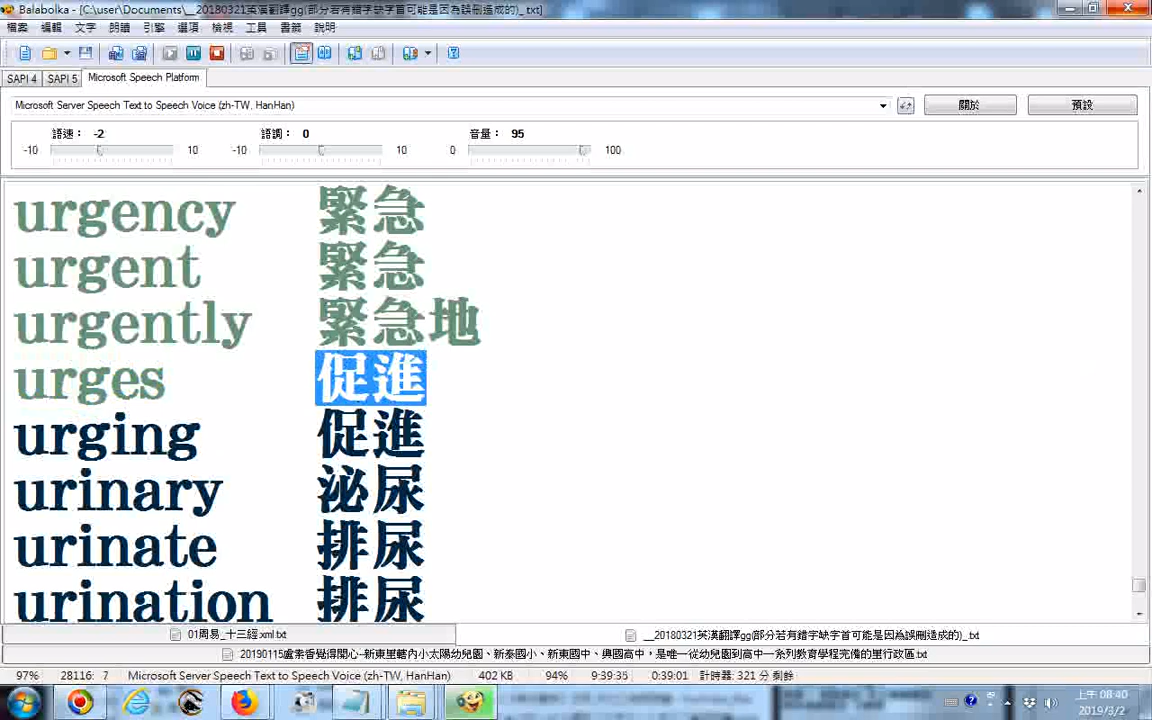 Balabolka - [C:\user\Documents\__20180321英漢翻譯gg(部分若有錯字缺字首可能是因為誤刪造成的)_.txt]
檔案 編輯 文字 朗讀 引擎 選項 檢視 工具 書籤 說明
SAPI 4 SAPI 5 Microsoft Speech Platform
Microsoft Server Speech Text to Speech Voice (zh-TW, HanHan) 關於 預設
語速： -2 語調： 0 音量： 95
-10 10 -10 10 0 100
urgency 緊急
urgent 緊急
urgently 緊急地
urges 促進
urging 促進
urinary 泌尿
urinate 排尿
urination 排尿
01周易_十三經.xml.txt __20180321英漢翻譯gg(部分若有錯字缺字首可能是因為誤刪造成的)_.txt
20190115盧素香覺得開心--新東里轄內小太陽幼兒園、新泰國小、新東國中、興國高中，是唯一從幼兒園到高中一系列教育學程完備的里行政區.txt
97% 28116: 7 Microsoft Server Speech Text to Speech Voice (zh-TW, HanHan) 402 KB 94% 9:39:35 0:39:01 計時器: 321 分 剩餘
上午 08:40
2019/3/2